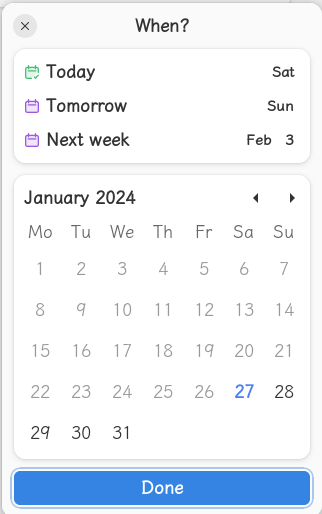 When?
Today Sat
Tomorrow Sun
Next week Feb 3
January 2024
Mo Tu We Th Fr Sa Su
1 2 3 4 5 6 7
8 9 10 11 12 13 14
15 16 17 18 19 20 21
22 23 24 25 26 27 28
29 30 31
Done